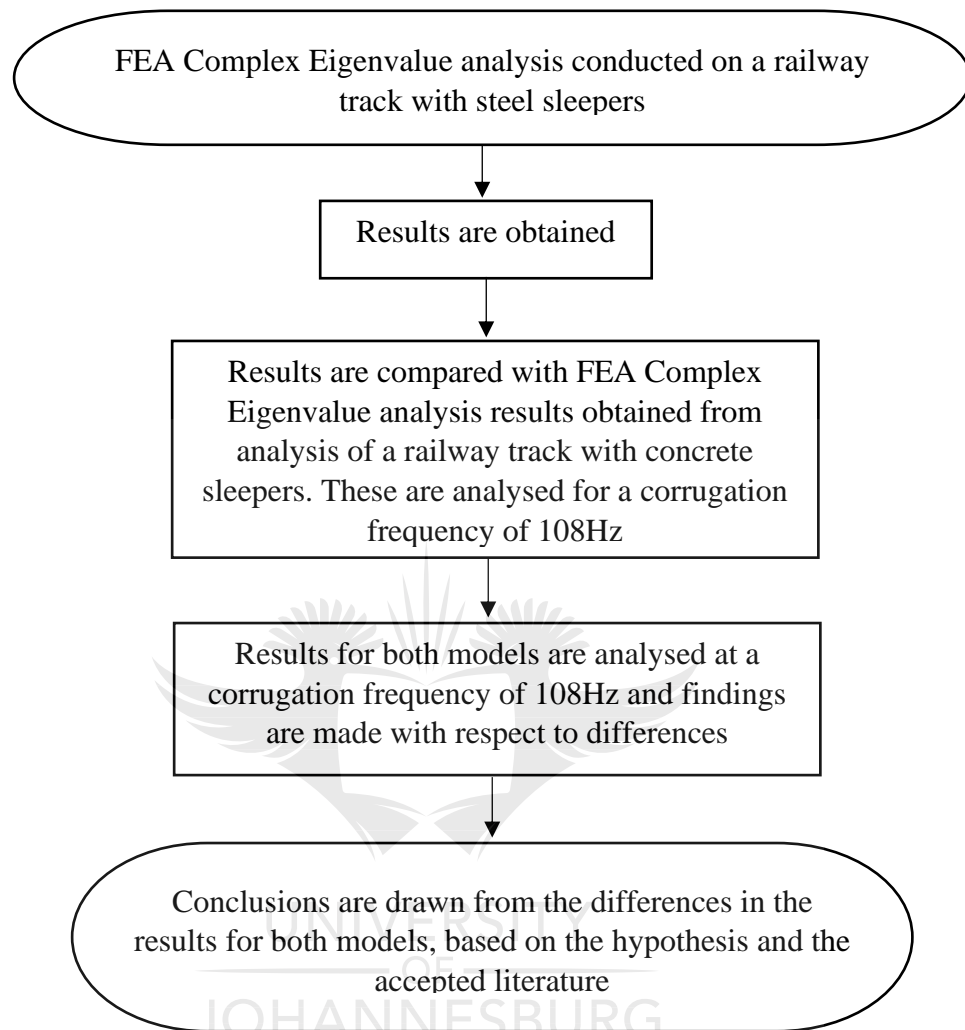 FEA Complex Eigenvalue analysis conducted on a railway
track with steel sleepers
Results are obtained
Results are compared with FEA Complex
Eigenvalue analysis results obtained from
analysis of a railway track with concrete
sleepers. These are analysed for a corrugation
frequency of 108Hz
Results for both models are analysed at a
corrugation frequency of 108Hz and findings
are made with respect to differences
Conclusions are drawn from the differences in the
results for both models, based on the hypothesis and the
accepted literature
UNIVERSITY
OF
JOHANNESBURG